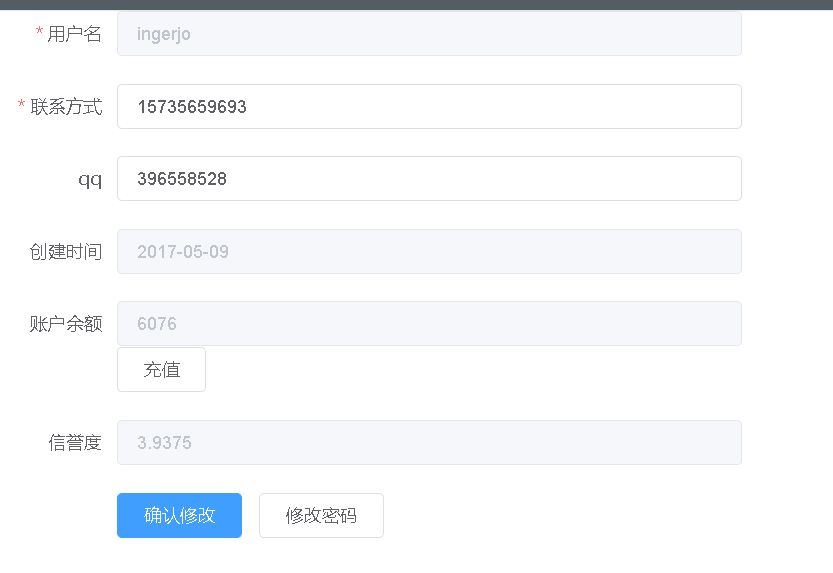 * 用户名 ingerjo
* 联系方式 15735659693
qq 396558528
创建时间 2017-05-09
账户余额 6076
充值
信誉度 3.9375
确认修改 修改密码